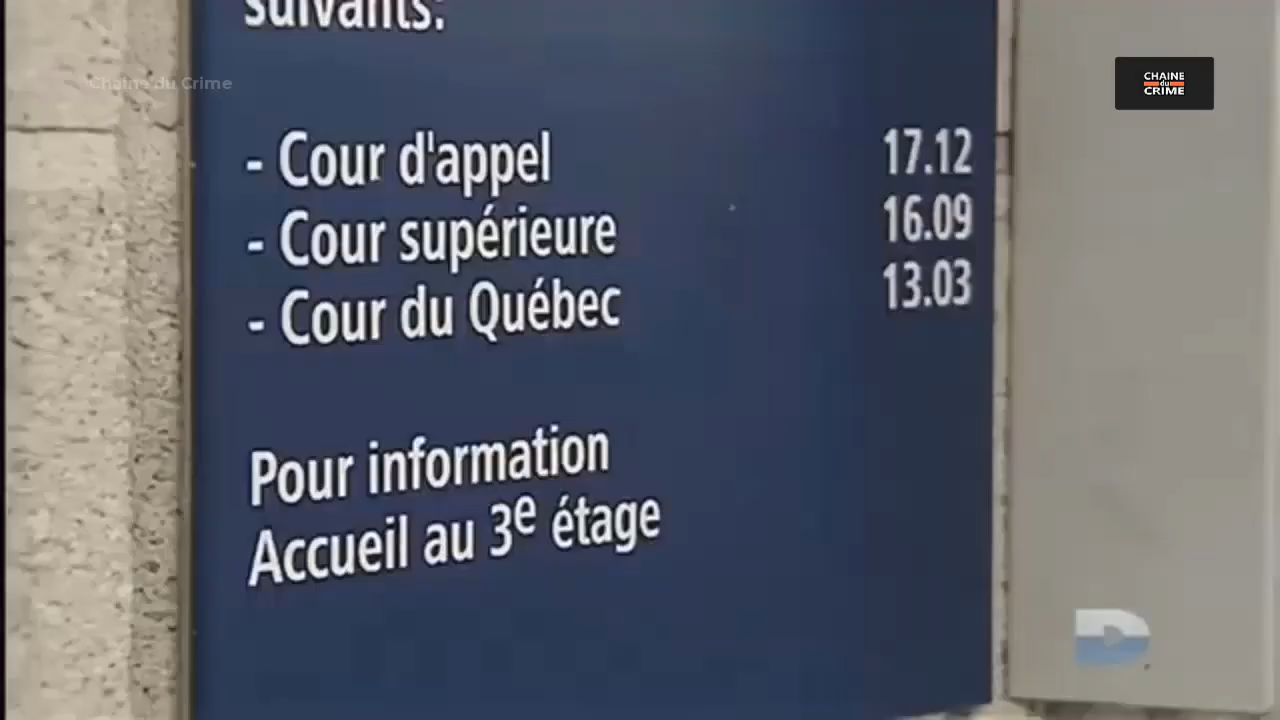 suivants:
Chaine du Crime
CHAINE
du
CRIME
- Cour d'appel 17.12
- Cour supérieure 16.09
- Cour du Québec 13.03
Pour information
Accueil au 3e étage
D